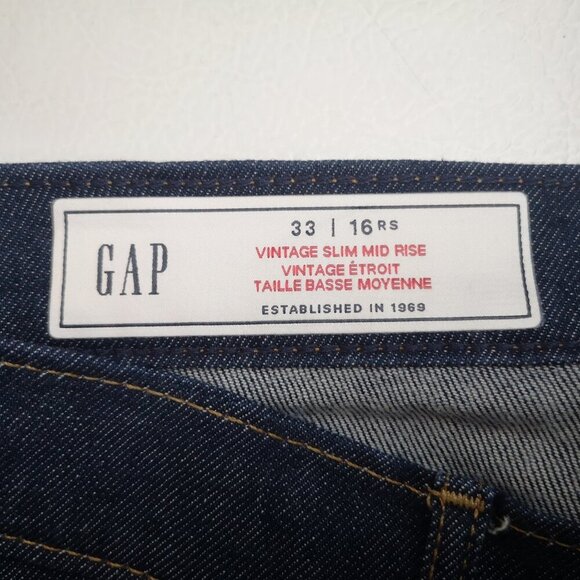 GAP
33 | 16 RS
VINTAGE SLIM MID RISE
VINTAGE ÉTROIT
TAILLE BASSE MOYENNE
ESTABLISHED IN 1969